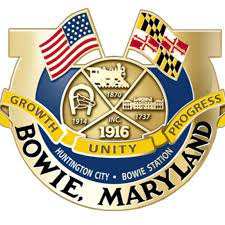 1870
GROWTH UNITY PROGRESS
1914 INC. 1737
1916
HUNTINGTON CITY · BOWIE STATION
BOWIE, MARYLAND